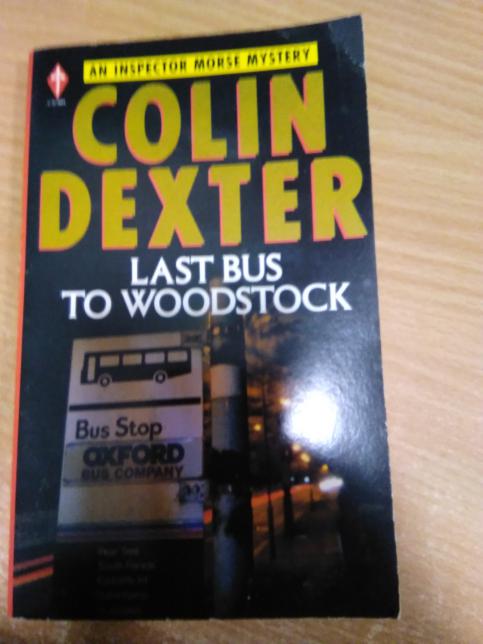 AN INSPECTOR MORSE MYSTERY
COLIN
DEXTER
LAST BUS
TO WOODSTOCK
Bus Stop
OXFORD
BUS COMPANY